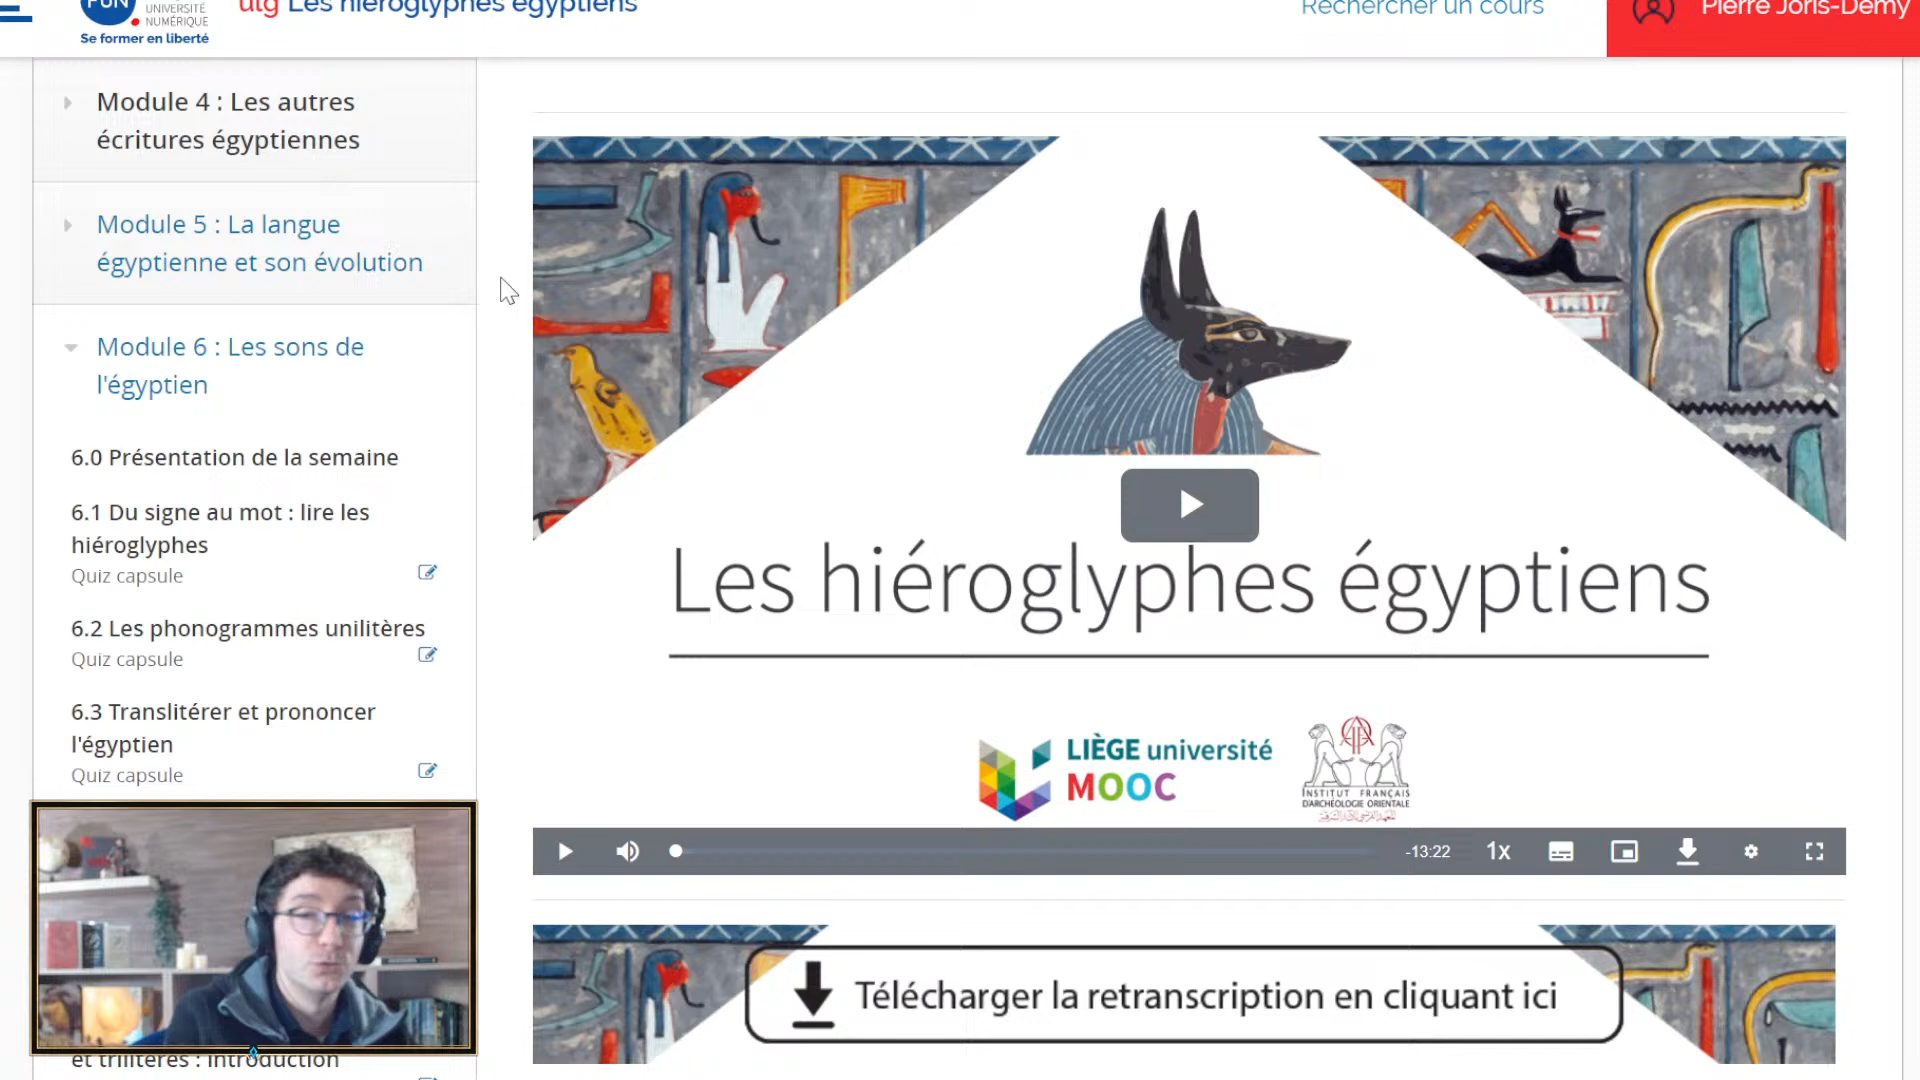 FUN
UNIVERSITÉ
NUMÉRIQUE
Se former en liberté
ulg Les hiéroglyphes égyptiens
Rechercher un cours
Pierre Joris-Demy
Module 4 : Les autres
écritures égyptiennes
Module 5 : La langue
égyptienne et son évolution
Module 6 : Les sons de
l'égyptien
6.0 Présentation de la semaine
6.1 Du signe au mot : lire les
hiéroglyphes
Quiz capsule
6.2 Les phonogrammes unilitères
Quiz capsule
6.3 Translitérer et prononcer
l'égyptien
Quiz capsule
et trilitères : introduction
Les hiéroglyphes égyptiens
LIÈGE université
MOOC
INSTITUT FRANÇAIS
D'ARCHÉOLOGIE ORIENTALE
-13:22
1x
Télécharger la retranscription en cliquant ici